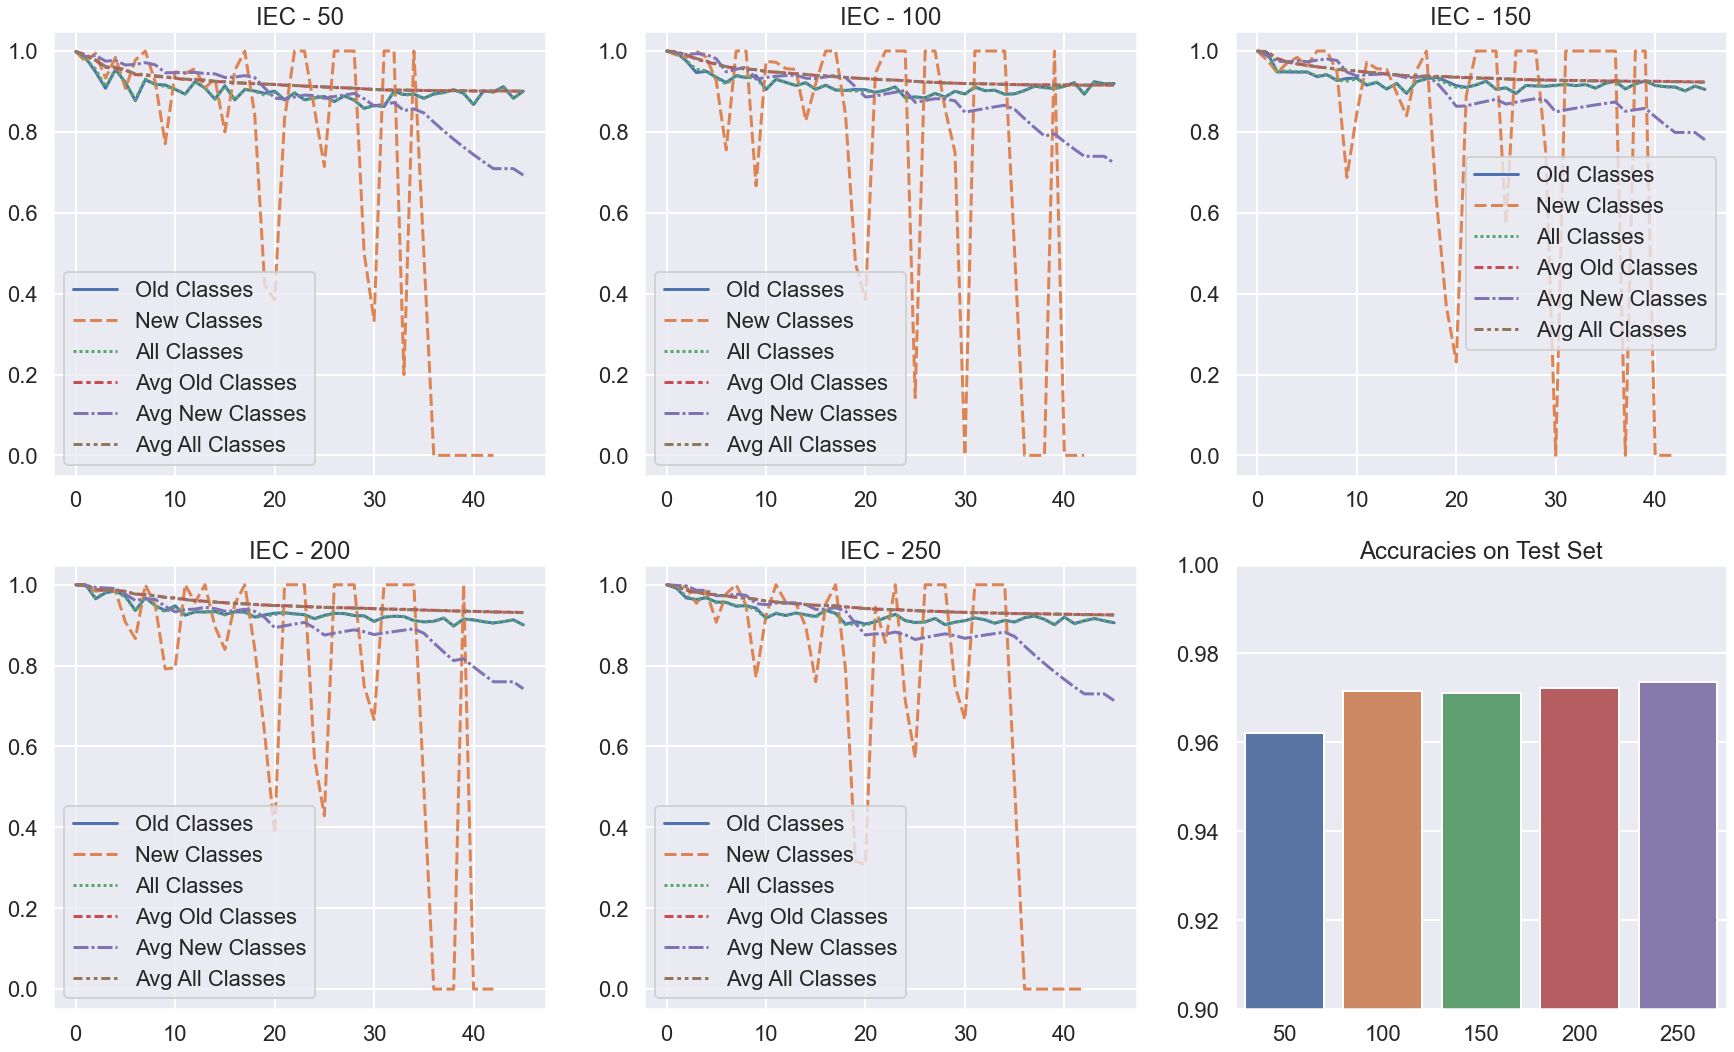 IEC - 50
1.0
0.8
0.6
0.4
0.2
0.0
Old Classes
New Classes
All Classes
Avg Old Classes
Avg New Classes
Avg All Classes
0 10 20 30 40
IEC - 100
1.0
0.8
0.6
0.4
0.2
0.0
Old Classes
New Classes
All Classes
Avg Old Classes
Avg New Classes
Avg All Classes
0 10 20 30 40
IEC - 150
1.0
0.8
0.6
0.4
0.2
0.0
Old Classes
New Classes
All Classes
Avg Old Classes
Avg New Classes
Avg All Classes
0 10 20 30 40
IEC - 200
1.0
0.8
0.6
0.4
0.2
0.0
Old Classes
New Classes
All Classes
Avg Old Classes
Avg New Classes
Avg All Classes
0 10 20 30 40
IEC - 250
1.0
0.8
0.6
0.4
0.2
0.0
Old Classes
New Classes
All Classes
Avg Old Classes
Avg New Classes
Avg All Classes
0 10 20 30 40
Accuracies on Test Set
1.00
0.98
0.96
0.94
0.92
0.90
50 100 150 200 250